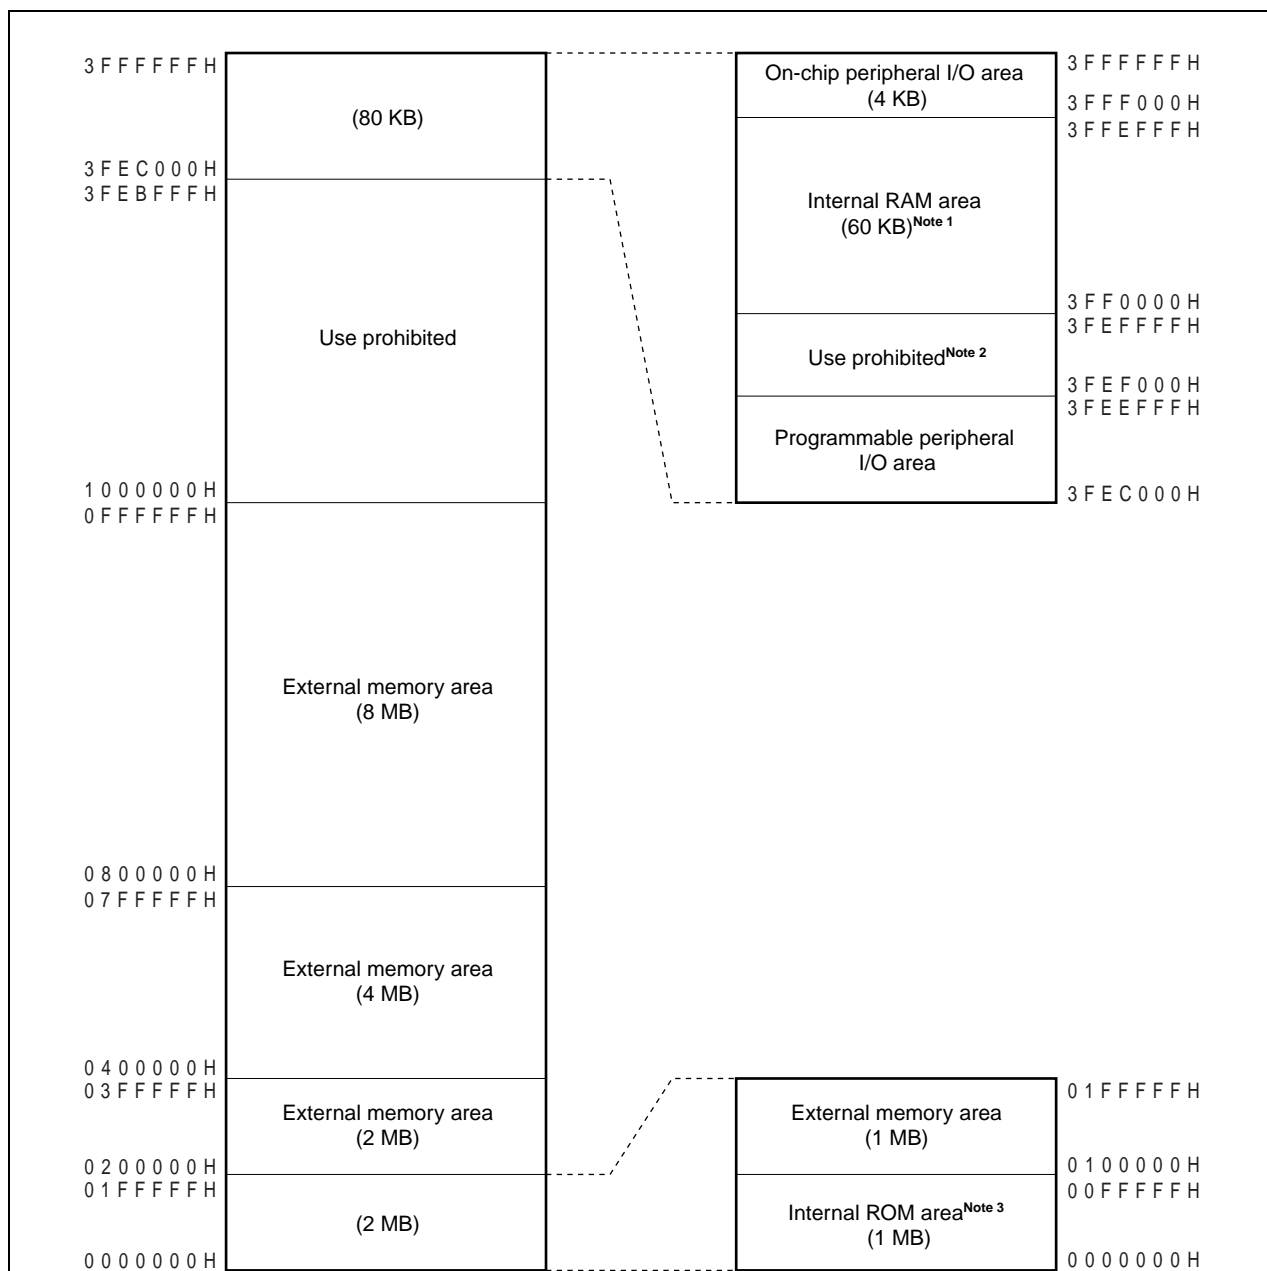 3FFFFFFH
(80 KB)
3FEC000H
3FEBFFFH
Use prohibited
1000000H
0FFFFFFH
External memory area
(8 MB)
0800000H
07FFFFFH
External memory area
(4 MB)
0400000H
03FFFFFH
External memory area
(2 MB)
0200000H
01FFFFFH
(2 MB)
0000000H
On-chip peripheral I/O area
(4 KB)
3FFFFFFH
3FFF000H
3FFEFFFH
Internal RAM area
(60 KB)Note 1
3FF0000H
3FEFFFFH
Use prohibitedNote 2
3FEF000H
3FEEFFFH
Programmable peripheral
I/O area
3FEC000H
01FFFFFH
External memory area
(1 MB)
0100000H
00FFFFFH
Internal ROM areaNote 3
(1 MB)
0000000H